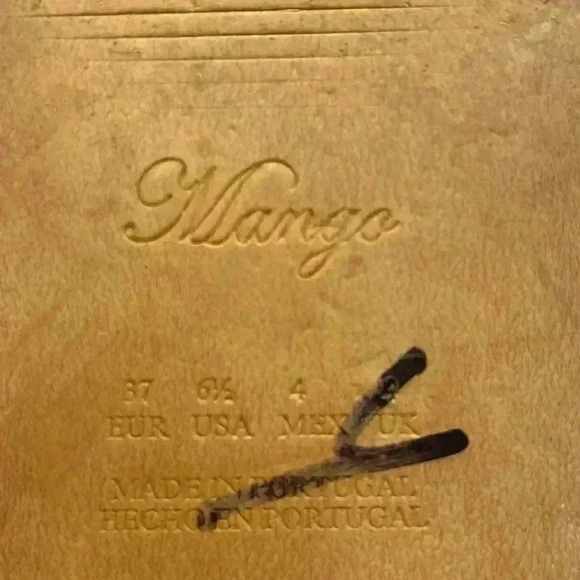 Mango
37 6½ 4
EUR USA MEX UK
MADE IN PORTUGAL
HECHO EN PORTUGAL